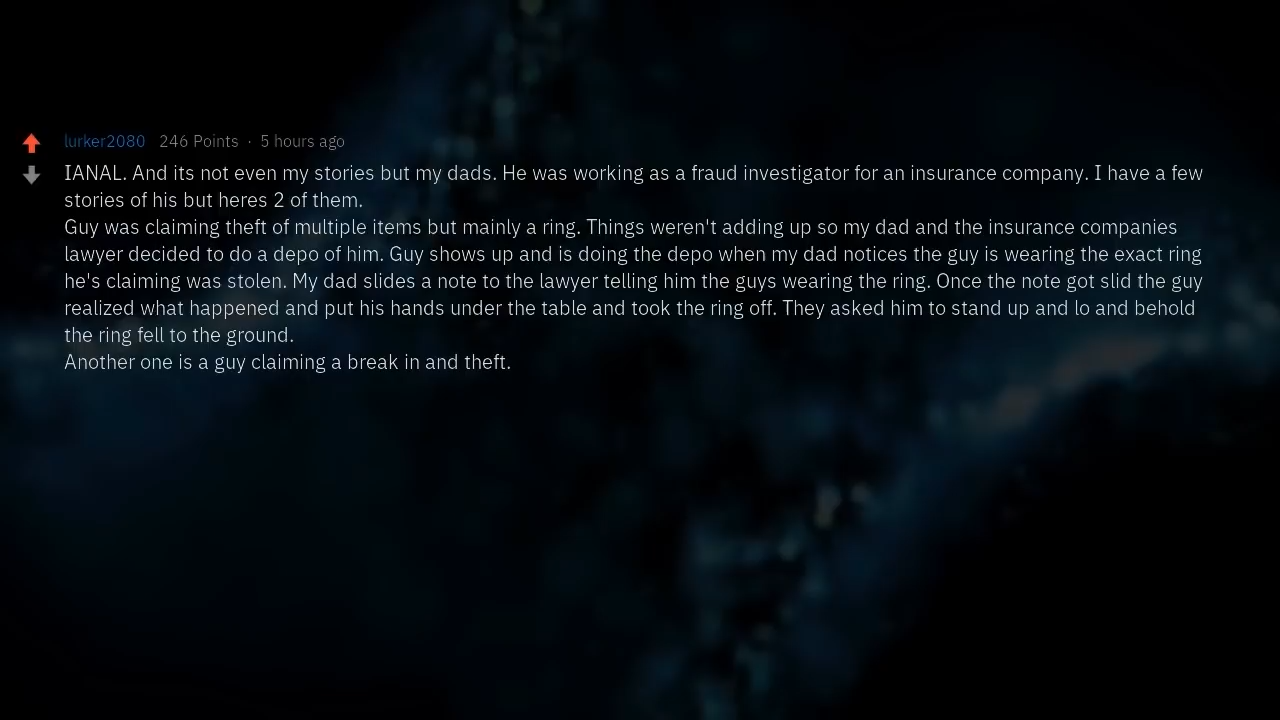 lurker2080 246 Points · 5 hours ago
IANAL. And its not even my stories but my dads. He was working as a fraud investigator for an insurance company. I have a few
stories of his but heres 2 of them.
Guy was claiming theft of multiple items but mainly a ring. Things weren't adding up so my dad and the insurance companies
lawyer decided to do a depo of him. Guy shows up and is doing the depo when my dad notices the guy is wearing the exact ring
he's claiming was stolen. My dad slides a note to the lawyer telling him the guys wearing the ring. Once the note got slid the guy
realized what happened and put his hands under the table and took the ring off. They asked him to stand up and lo and behold
the ring fell to the ground.
Another one is a guy claiming a break in and theft.